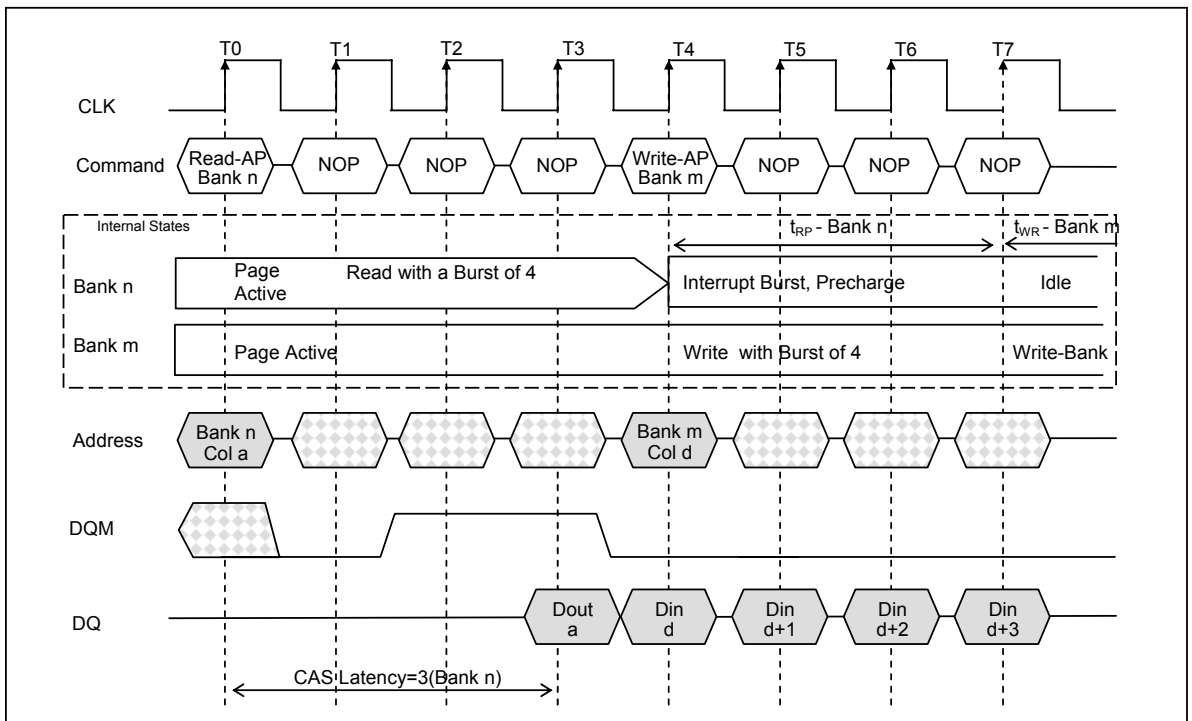 T0 T1 T2 T3 T4 T5 T6 T7
CLK
Command
Read-AP
Bank n
NOP
NOP
NOP
Write-AP
Bank m
NOP
NOP
NOP
Internal States
tRP - Bank n
tWR - Bank m
Bank n
Page
Active
Read with a Burst of 4
Interrupt Burst, Precharge
Idle
Bank m
Page Active
Write with Burst of 4
Write-Bank
Address
Bank n
Col a
Bank m
Col d
DQM
DQ
Dout
a
Din
d
Din
d+1
Din
d+2
Din
d+3
CAS Latency=3(Bank n)